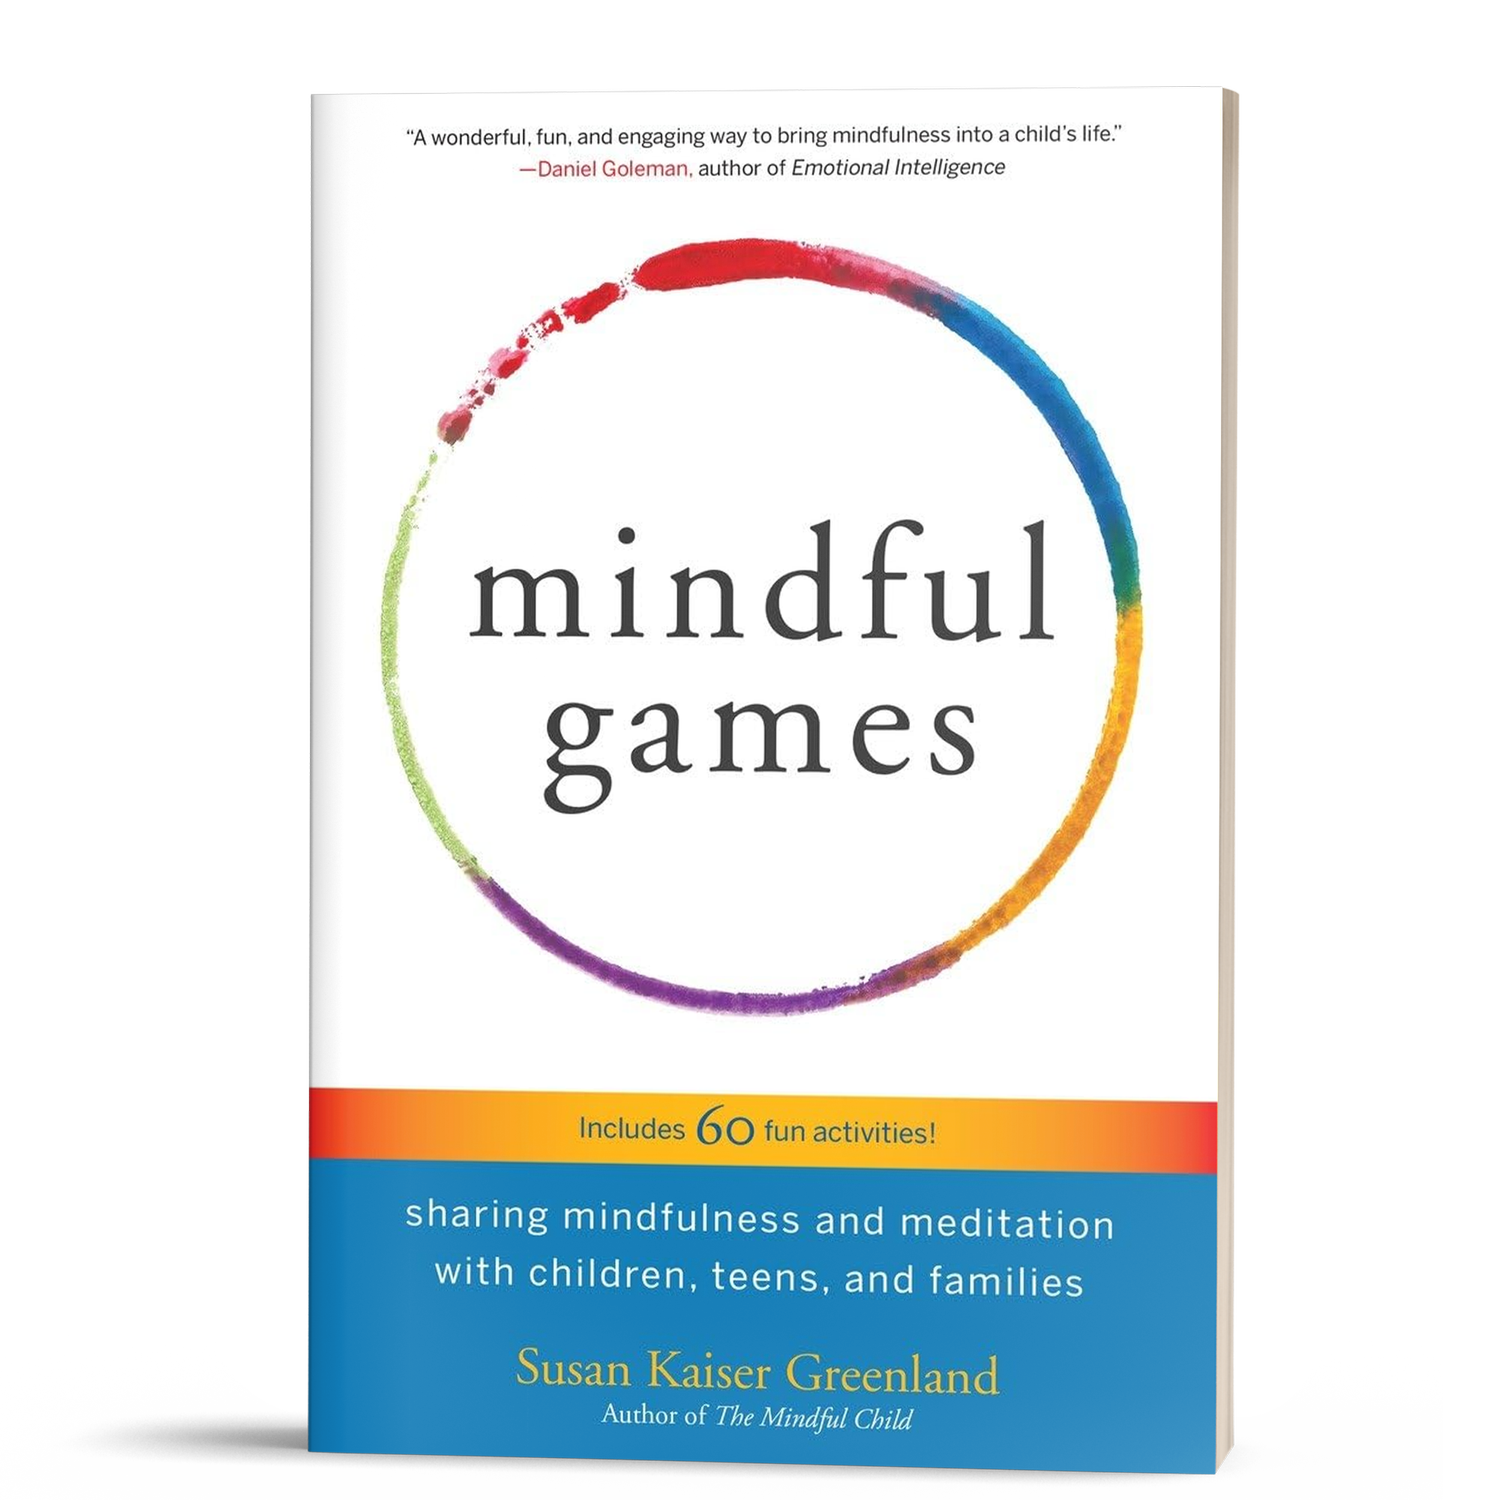 “A wonderful, fun, and engaging way to bring mindfulness into a child’s life.”
—Daniel Goleman, author of Emotional Intelligence
mindful
games
Includes 60 fun activities!
sharing mindfulness and meditation
with children, teens, and families
Susan Kaiser Greenland
Author of The Mindful Child